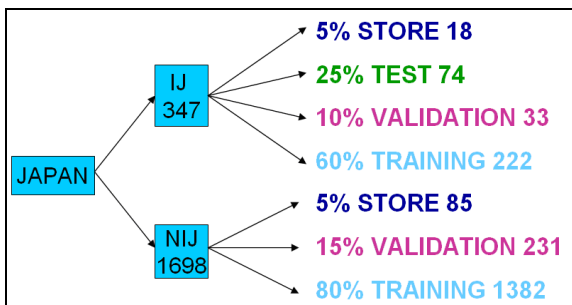 JAPAN
IJ
347
5% STORE 18
25% TEST 74
10% VALIDATION 33
60% TRAINING 222
NIJ
1698
5% STORE 85
15% VALIDATION 231
80% TRAINING 1382